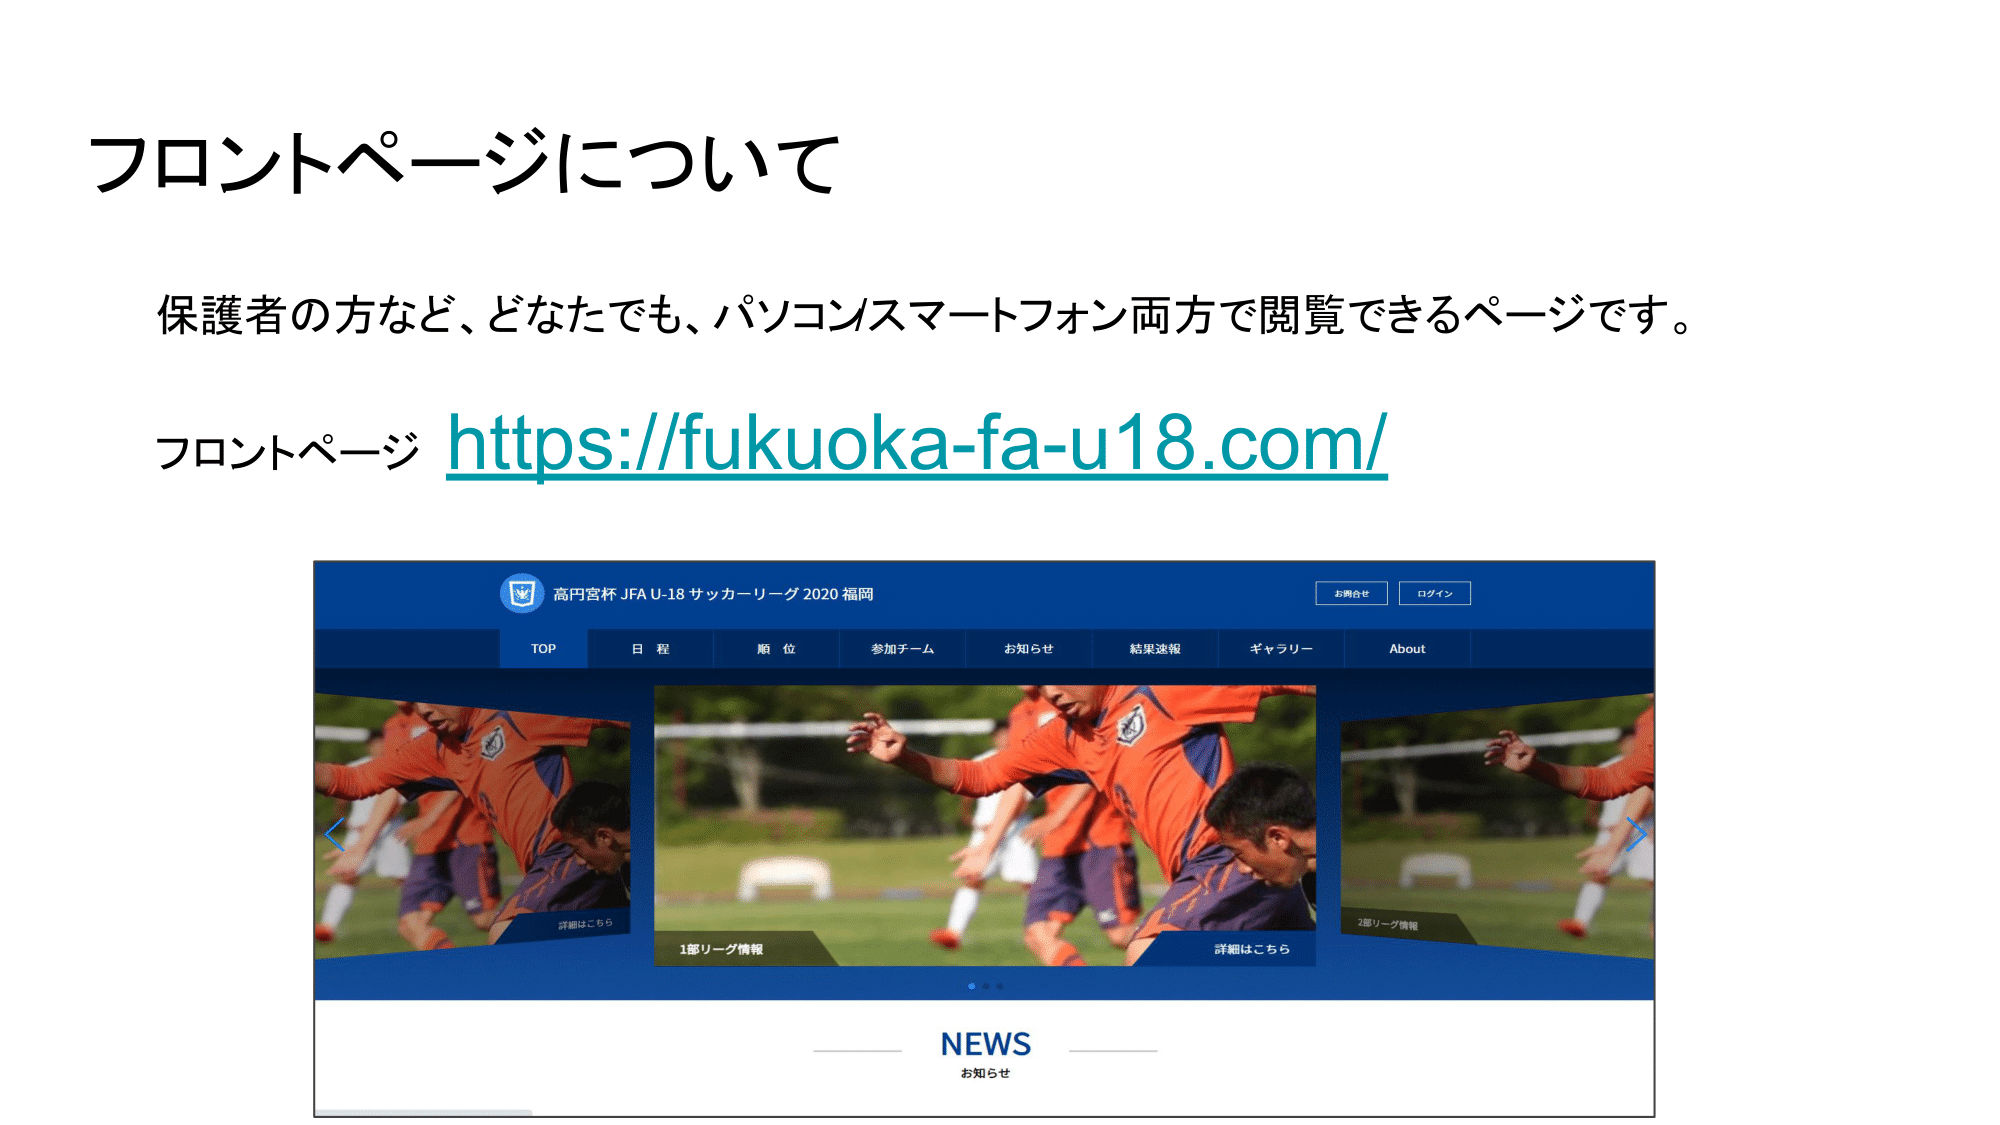 フロントページについて
保護者の方など、どなたでも、パソコン/スマートフォン両方で閲覧できるページです。
フロントページ https://fukuoka-fa-u18.com/
高円宮杯 JFA U-18 サッカーリーグ 2020 福岡
お問合せ ログイン
TOP 日　程 順　位 参加チーム お知らせ 結果速報 ギャラリー About
詳細はこちら
1部リーグ情報 詳細はこちら
2部リーグ情報
NEWS
お知らせ